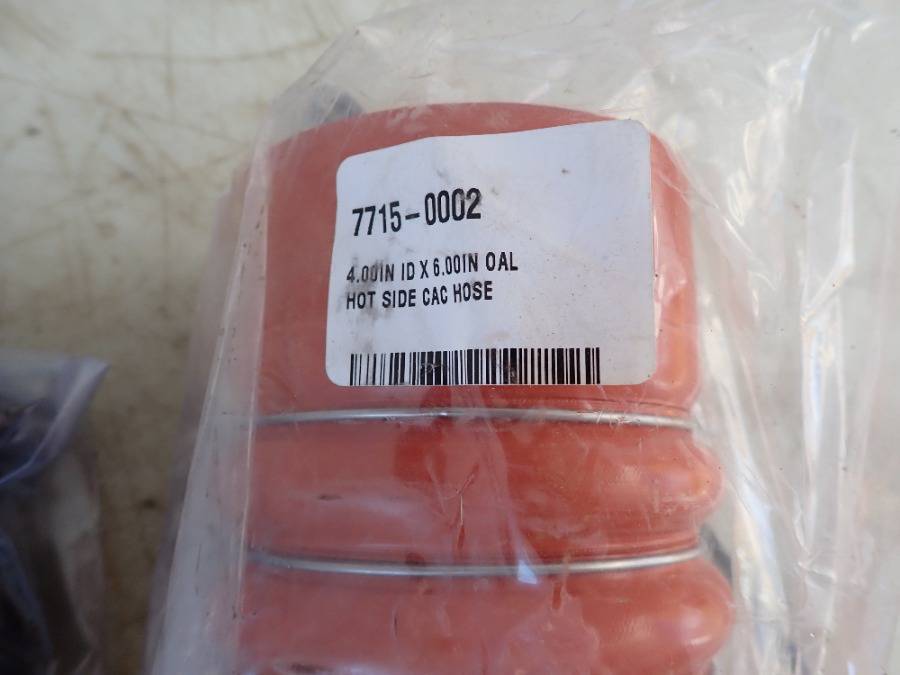 7715-0002
4.00IN ID X 6.00IN OAL
HOT SIDE CAC HOSE